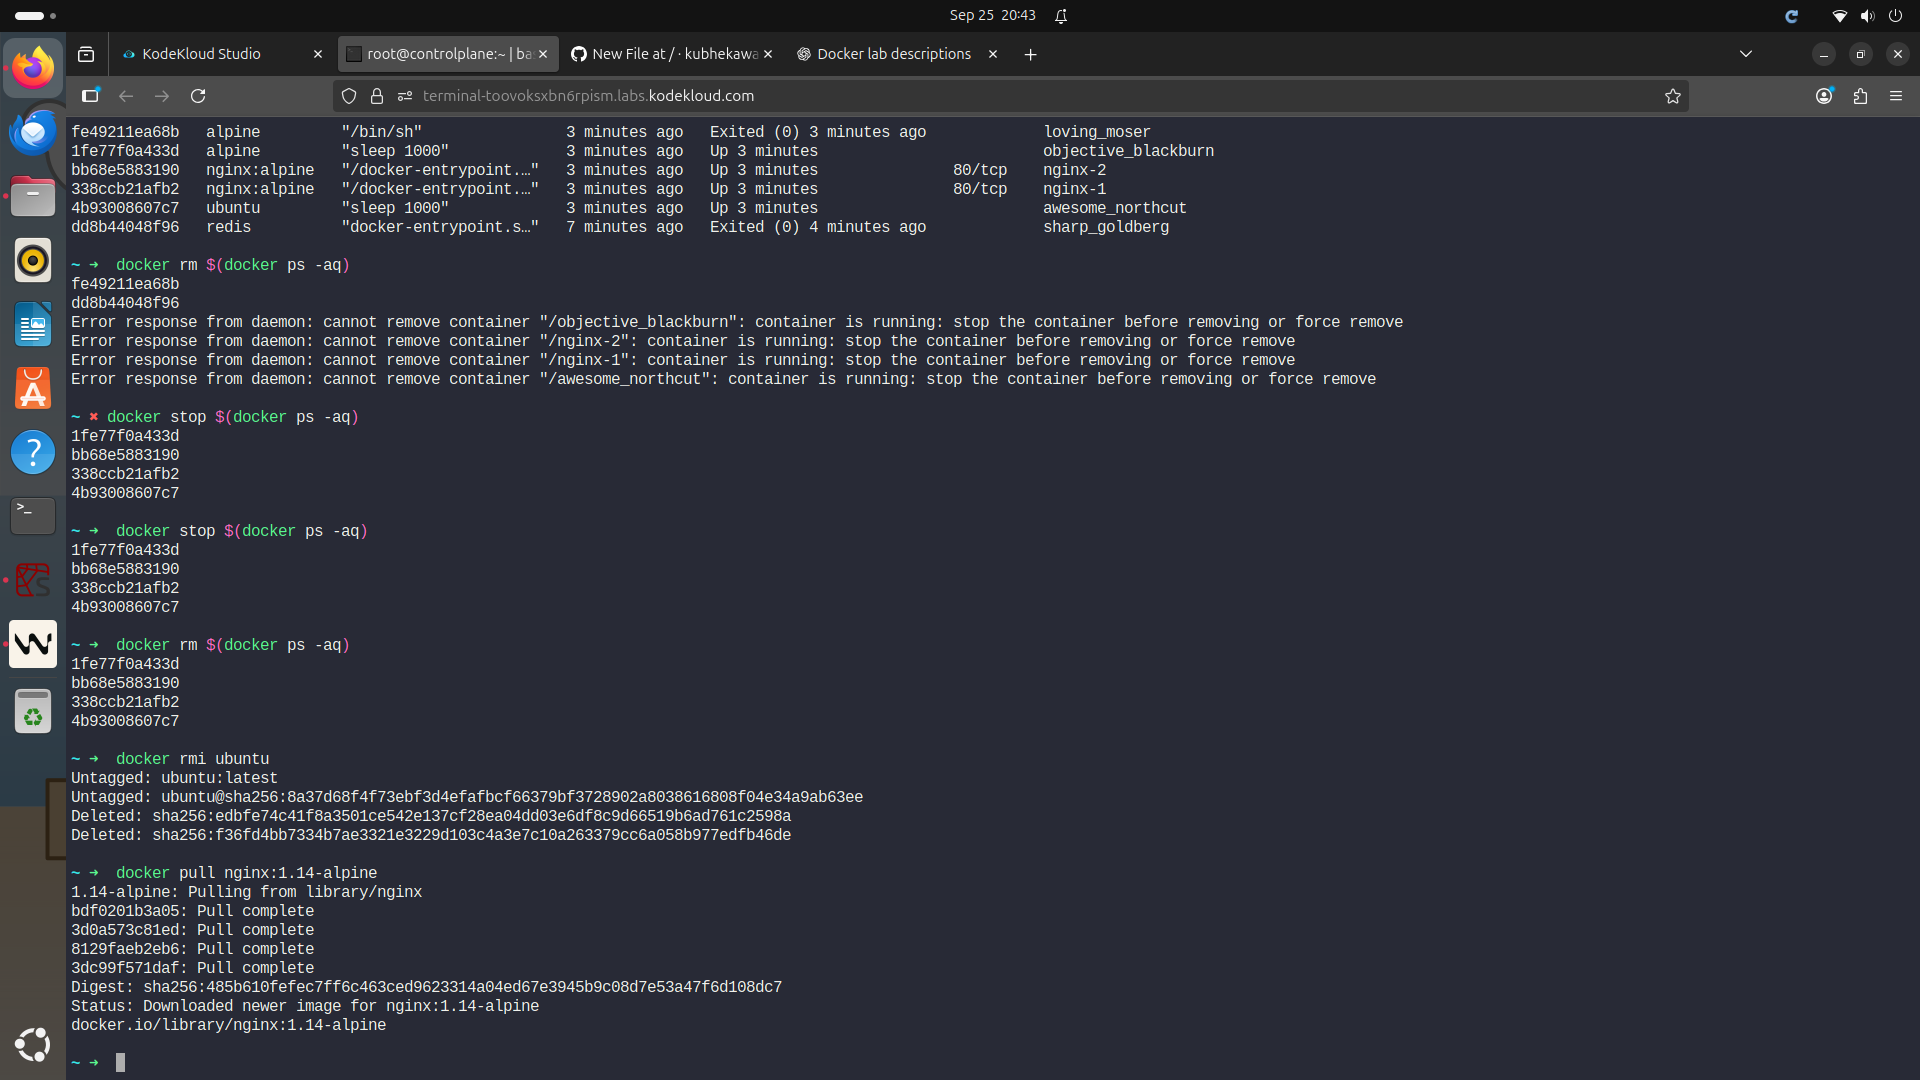 Sep 25 20:43
KodeKloud Studio
root@controlplane:~ | ba
New File at / · kubhekawa
Docker lab descriptions
terminal-toovoksxbn6rpism.labs.kodekloud.com
fe49211ea68b   alpine         "/bin/sh"                3 minutes ago   Exited (0) 3 minutes ago             loving_moser
1fe77f0a433d   alpine         "sleep 1000"             3 minutes ago   Up 3 minutes                         objective_blackburn
bb68e5883190   nginx:alpine   "/docker-entrypoint.…"   3 minutes ago   Up 3 minutes               80/tcp    nginx-2
338ccb21afb2   nginx:alpine   "/docker-entrypoint.…"   3 minutes ago   Up 3 minutes               80/tcp    nginx-1
4b93008607c7   ubuntu         "sleep 1000"             3 minutes ago   Up 3 minutes                         awesome_northcut
dd8b44048f96   redis          "docker-entrypoint.s…"   7 minutes ago   Exited (0) 4 minutes ago             sharp_goldberg
~ ➜  docker rm $(docker ps -aq)
fe49211ea68b
dd8b44048f96
Error response from daemon: cannot remove container "/objective_blackburn": container is running: stop the container before removing or force remove
Error response from daemon: cannot remove container "/nginx-2": container is running: stop the container before removing or force remove
Error response from daemon: cannot remove container "/nginx-1": container is running: stop the container before removing or force remove
Error response from daemon: cannot remove container "/awesome_northcut": container is running: stop the container before removing or force remove
~ ✖ docker stop $(docker ps -aq)
1fe77f0a433d
bb68e5883190
338ccb21afb2
4b93008607c7
~ ➜  docker stop $(docker ps -aq)
1fe77f0a433d
bb68e5883190
338ccb21afb2
4b93008607c7
~ ➜  docker rm $(docker ps -aq)
1fe77f0a433d
bb68e5883190
338ccb21afb2
4b93008607c7
~ ➜  docker rmi ubuntu
Untagged: ubuntu:latest
Untagged: ubuntu@sha256:8a37d68f4f73ebf3d4efafbcf66379bf3728902a8038616808f04e34a9ab63ee
Deleted: sha256:edbfe74c41f8a3501ce542e137cf28ea04dd03e6df8c9d66519b6ad761c2598a
Deleted: sha256:f36fd4bb7334b7ae3321e3229d103c4a3e7c10a263379cc6a058b977edfb46de
~ ➜  docker pull nginx:1.14-alpine
1.14-alpine: Pulling from library/nginx
bdf0201b3a05: Pull complete
3d0a573c81ed: Pull complete
8129faeb2eb6: Pull complete
3dc99f571daf: Pull complete
Digest: sha256:485b610fefec7ff6c463ced9623314a04ed67e3945b9c08d7e53a47f6d108dc7
Status: Downloaded newer image for nginx:1.14-alpine
docker.io/library/nginx:1.14-alpine
~ ➜